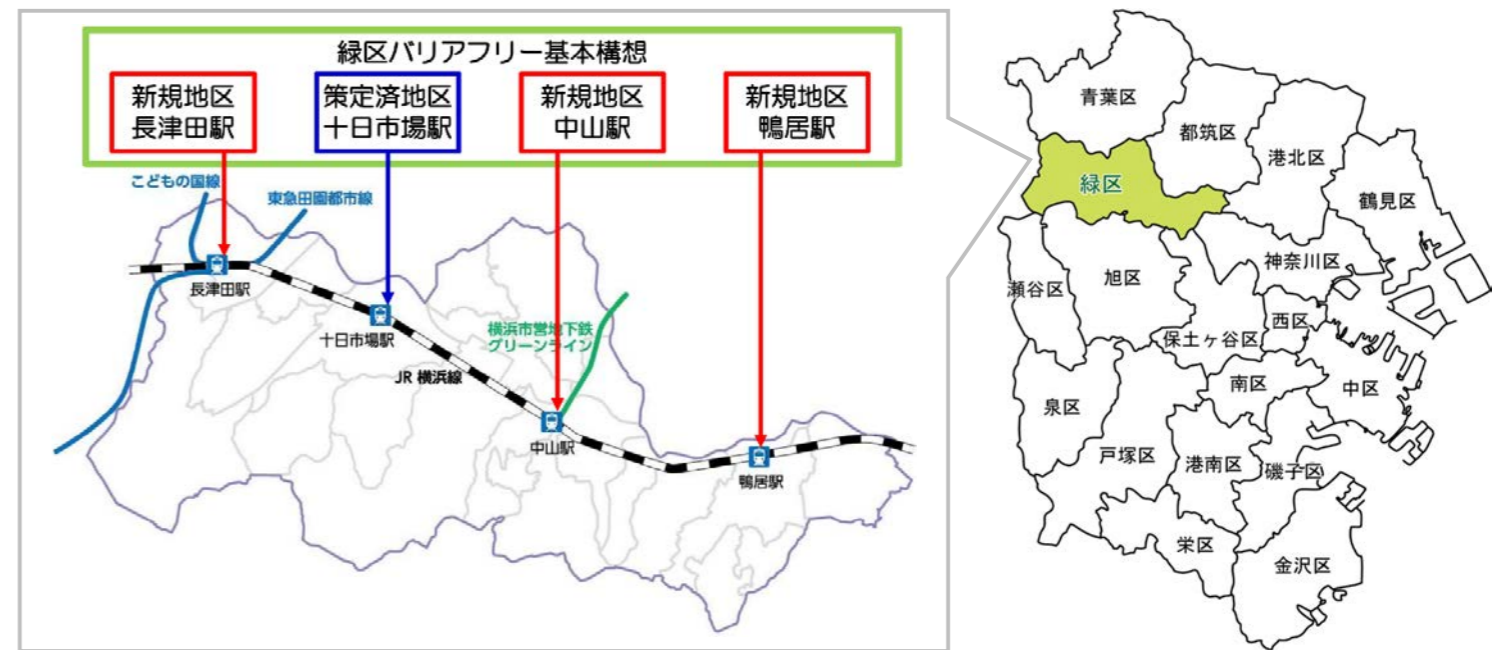 緑区バリアフリー基本構想
新規地区
長津田駅
策定済地区
十日市場駅
新規地区
中山駅
新規地区
鴨居駅
こどもの国線
東急田園都市線
長津田駅
十日市場駅
横浜市営地下鉄
グリーンライン
JR 横浜線
中山駅
鴨居駅
青葉区
都筑区
港北区
緑区
鶴見区
神奈川区
瀬谷区
旭区
西区
保土ヶ谷区
南区
中区
泉区
戸塚区
港南区
磯子区
栄区
金沢区